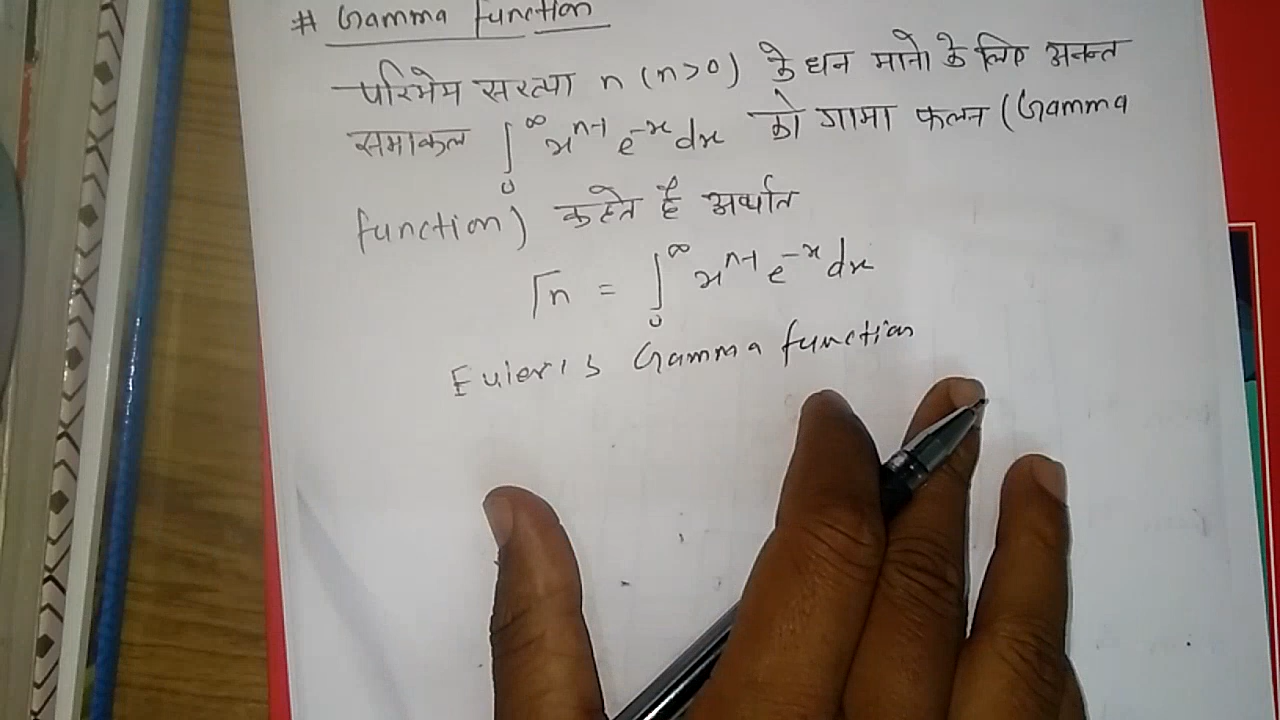 # Gamma function
परिमेय सख्या n (n>0) के धन मानो के लिए अनन्त
समाकल ∫₀^∞ x^{n-1} e^{-x} dx को गामा फलन (Gamma
function) कहते है अर्थात
Γn = ∫₀^∞ x^{n-1} e^{-x} dx
Euler's Gamma function